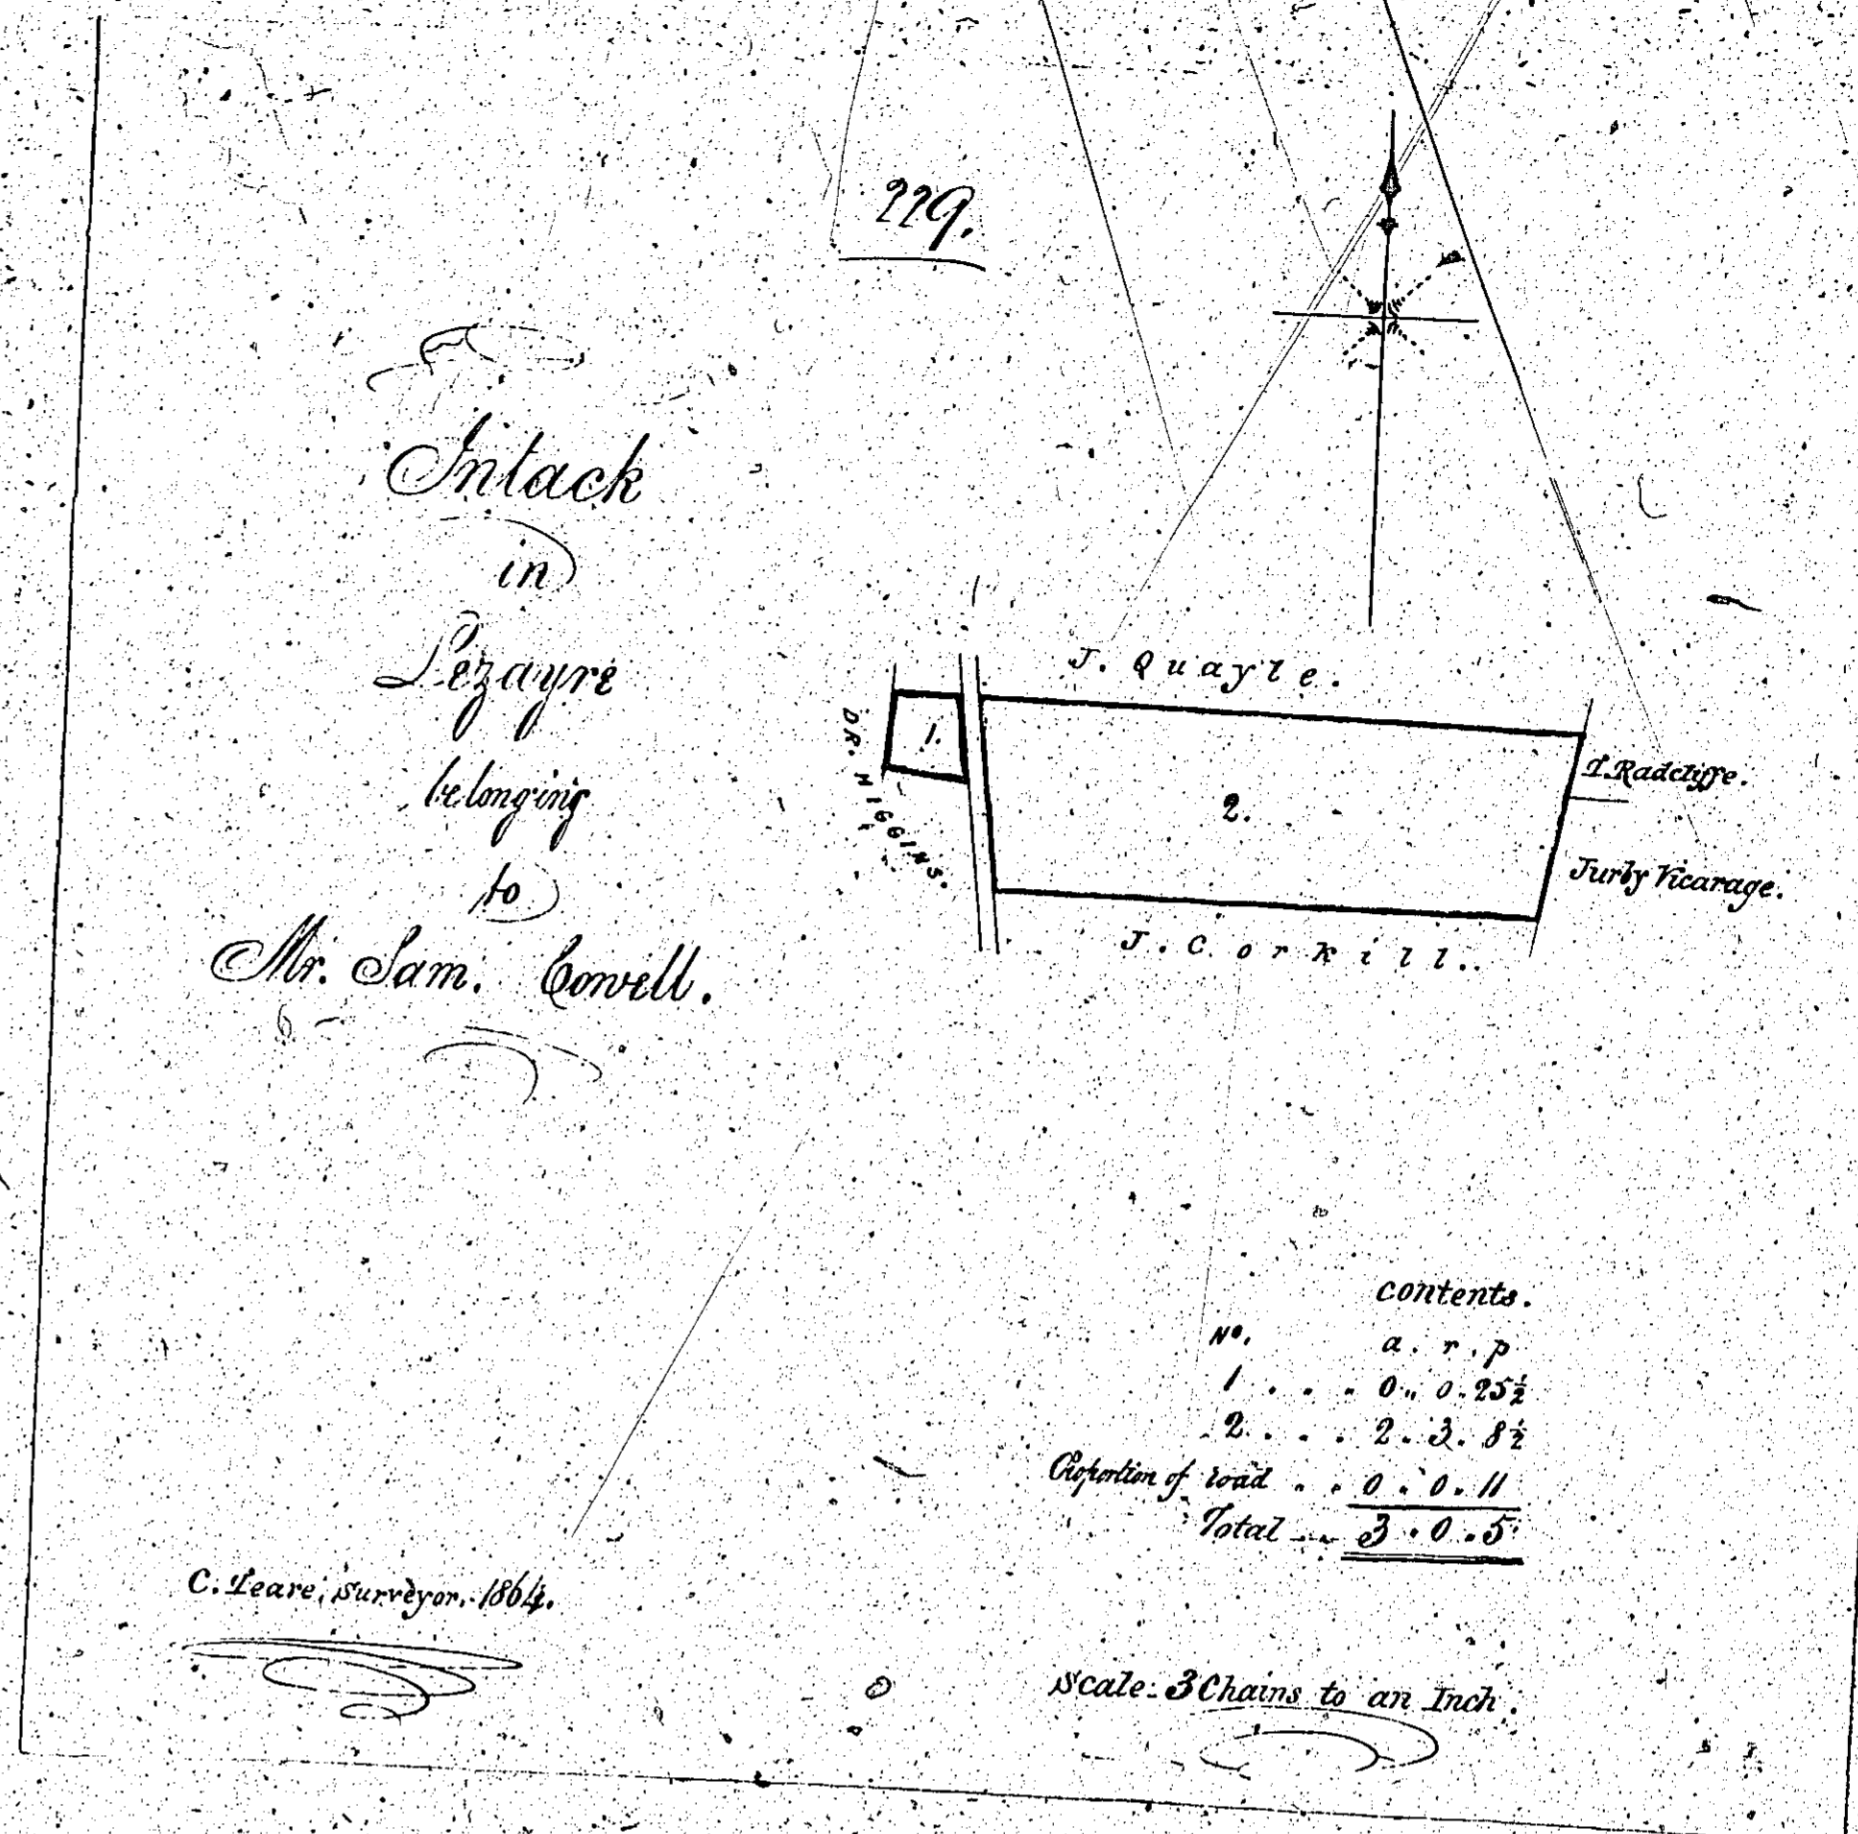 229.
Intack
in
Lezayre
belonging
to
Mr. Sam. Cowell.
J. Quayle.
DR. HIGGINS.
1.
2.
T. Radcliffe.
Jurby Vicarage.
J. Corkill.
contents.
No. a. r. p
1 . . . 0 . 0 . 25½
2 . . . 2 . 3 . 8½
Proportion of road . . 0 . 0 . 11
Total . . 3 . 0 . 5
C. Teare, Surveyor. 1864.
Scale: 3 Chains to an Inch.